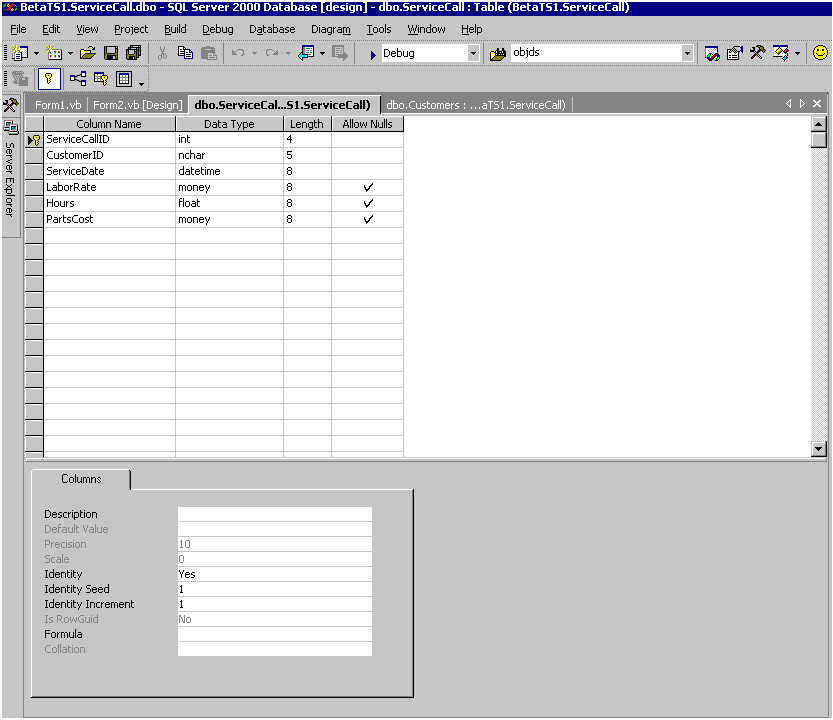 BetaTS1.ServiceCall.dbo - SQL Server 2000 Database [design] - dbo.ServiceCall : Table (BetaTS1.ServiceCall)
File Edit View Project Build Debug Database Diagram Tools Window Help
Debug objds
Form1.vb Form2.vb [Design] dbo.ServiceCal...S1.ServiceCall) dbo.Customers : ...aTS1.ServiceCall)
Server Explorer
Column Name Data Type Length Allow Nulls
ServiceCallID int 4
CustomerID nchar 5
ServiceDate datetime 8
LaborRate money 8
Hours float 8
PartsCost money 8
Columns
Description
Default Value
Precision 10
Scale 0
Identity Yes
Identity Seed 1
Identity Increment 1
Is RowGuid No
Formula
Collation